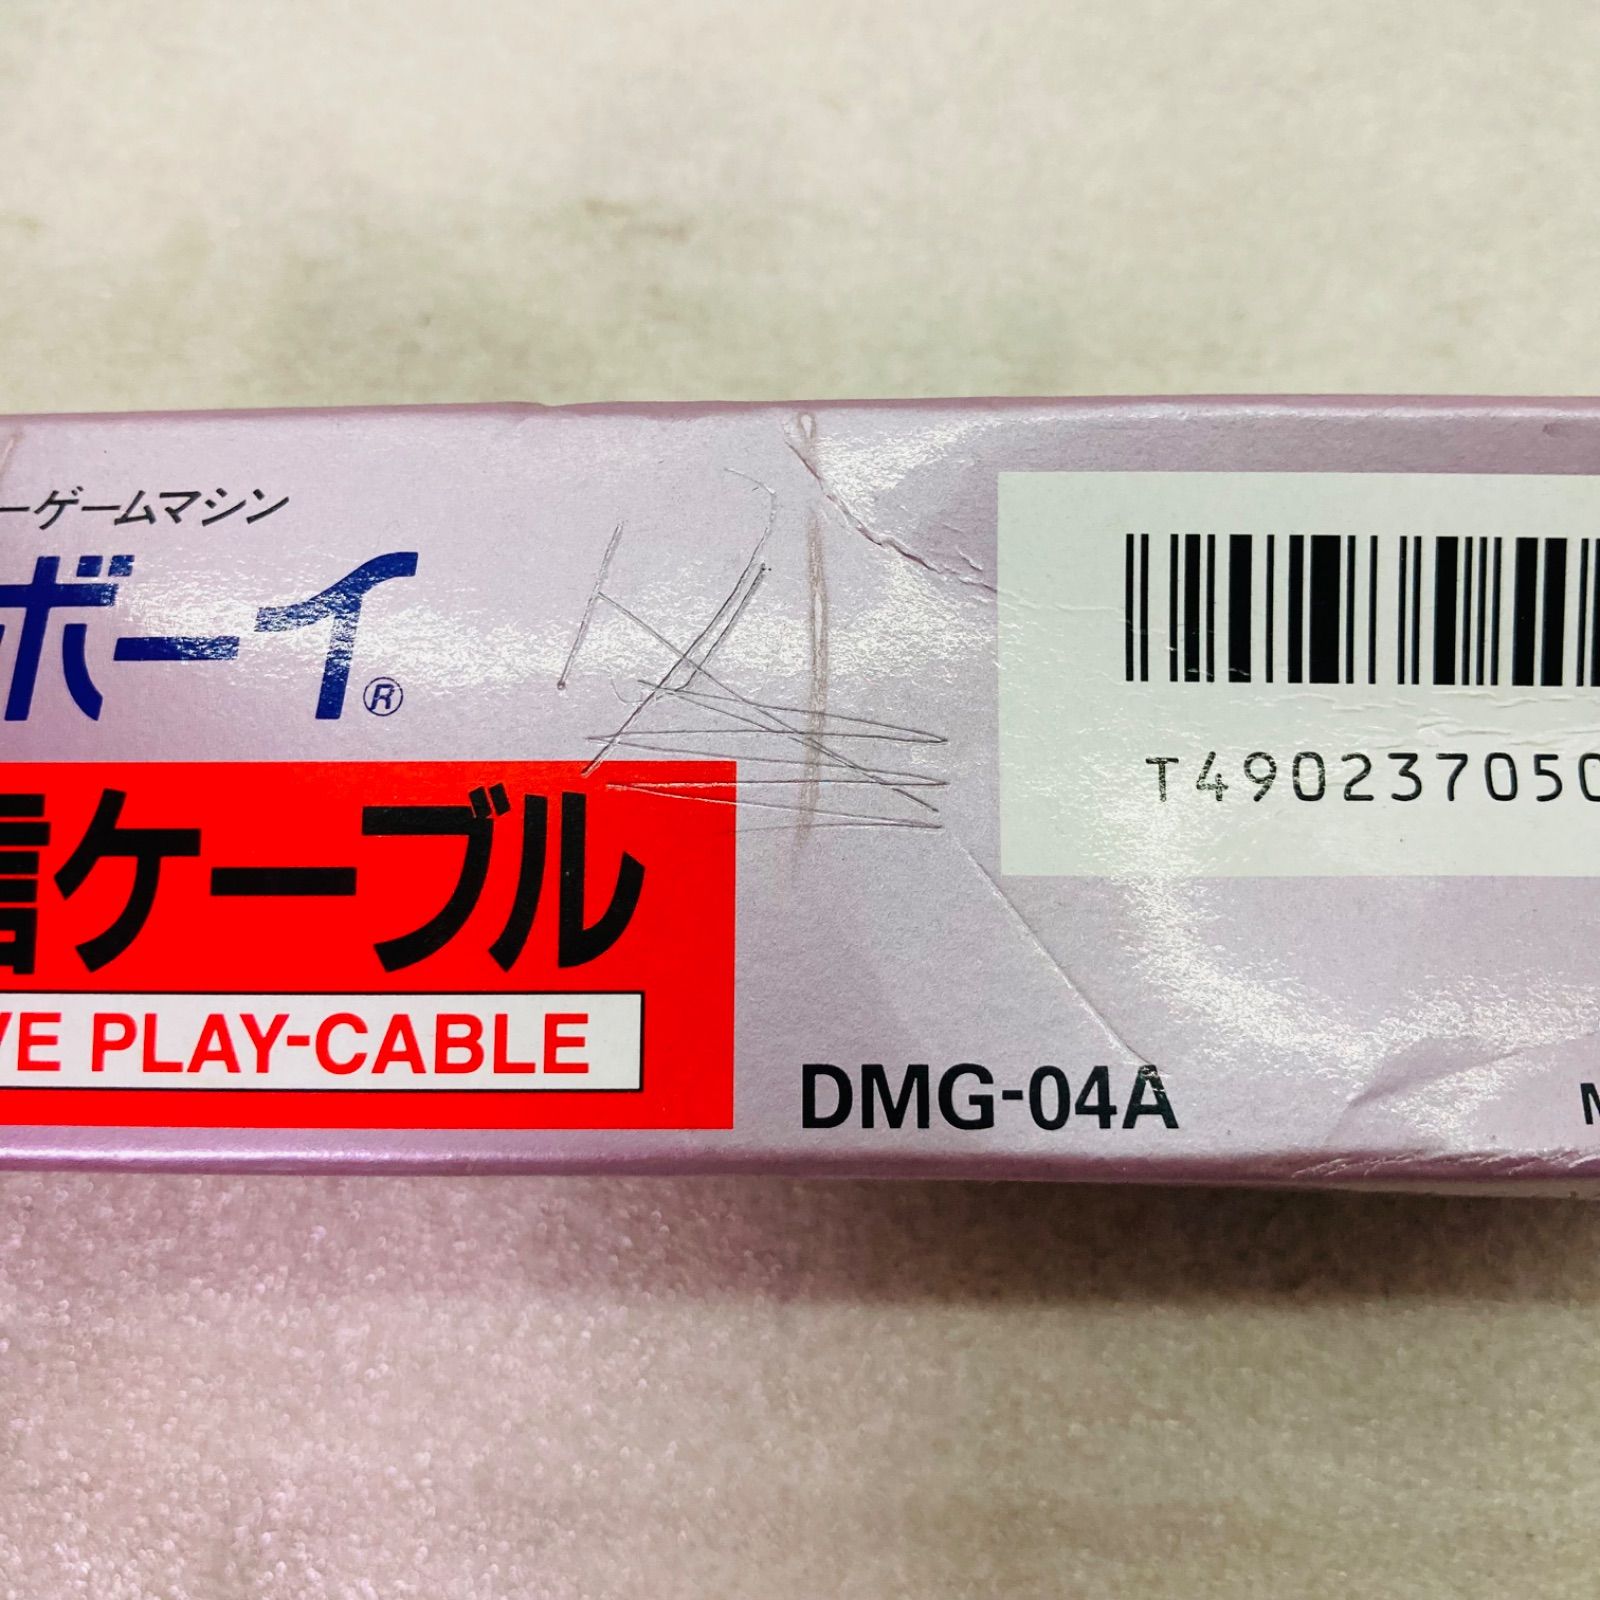 ーゲームマシン
ボーイ®
信ケーブル
VE PLAY-CABLE
T490237050
DMG-04A